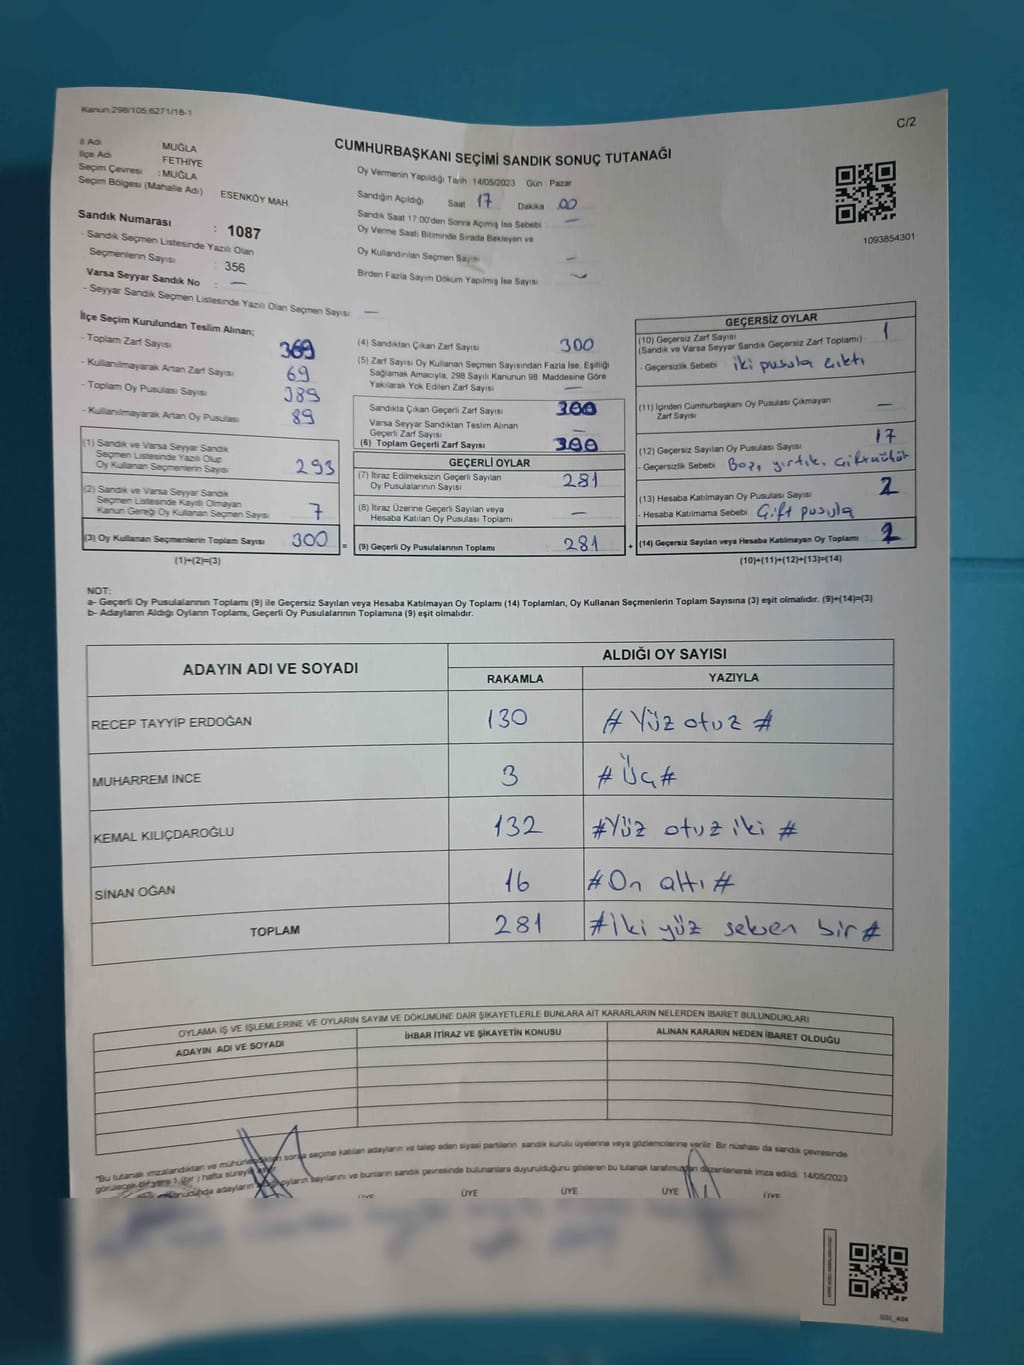 Kanun:298/105,6271/18-1
C/2
CUMHURBAŞKANI SEÇİMİ SANDIK SONUÇ TUTANAĞI
İl Adı MUĞLA
İlçe Adı FETHİYE
Seçim Çevresi : MUĞLA
Seçim Bölgesi (Mahalle Adı) ESENKÖY MAH
Sandık Numarası : 1087
- Sandık Seçmen Listesinde Yazılı Olan
Seçmenlerin Sayısı : 356
Varsa Seyyar Sandık No : —
- Seyyar Sandık Seçmen Listesinde Yazılı Olan Seçmen Sayısı —
Oy Vermenin Yapıldığı Tarih 14/05/2023 Gün Pazar
Sandığın Açıldığı Saat 17 Dakika 00
Sandık Saat 17:00'den Sonra Açılmış İse Sebebi —
Oy Verme Saati Bitiminde Sırada Bekleyen ve
Oy Kullandırılan Seçmen Sayısı —
Birden Fazla Sayım Döküm Yapılmış İse Sayısı —
1093854301
İlçe Seçim Kurulundan Teslim Alınan;
- Toplam Zarf Sayısı 369
- Kullanılmayarak Artan Zarf Sayısı 69
- Toplam Oy Pusulası Sayısı 389
- Kullanılmayarak Artan Oy Pusulası 89
(1) Sandık ve Varsa Seyyar Sandık
Seçmen Listesinde Yazılı Olup
Oy Kullanan Seçmenlerin Sayısı 293
(2) Sandık ve Varsa Seyyar Sandık
Seçmen Listesinde Kayıtlı Olmayan
Kanun Gereği Oy Kullanan Seçmen Sayısı 7
(3) Oy Kullanan Seçmenlerin Toplam Sayısı 300 =
(1)+(2)=(3)
(4) Sandıktan Çıkan Zarf Sayısı 300
(5) Zarf Sayısı Oy Kullanan Seçmen Sayısından Fazla İse, Eşitliği
Sağlamak Amacıyla, 298 Sayılı Kanunun 98. Maddesine Göre
Yakılarak Yok Edilen Zarf Sayısı —
Sandıkta Çıkan Geçerli Zarf Sayısı 300
Varsa Seyyar Sandıktan Teslim Alınan
Geçerli Zarf Sayısı —
(6) Toplam Geçerli Zarf Sayısı 300
GEÇERLİ OYLAR
(7) İtiraz Edilmeksizin Geçerli Sayılan
Oy Pusulalarının Sayısı 281
(8) İtiraz Üzerine Geçerli Sayılan veya
Hesaba Katılan Oy Pusulası Toplamı —
(9) Geçerli Oy Pusulalarının Toplamı 281 +
GEÇERSİZ OYLAR
(10) Geçersiz Zarf Sayısı 1
(Sandık ve Varsa Seyyar Sandık Geçersiz Zarf Toplamı)
- Geçersizlik Sebebi iki pusula çıktı
(11) İçinden Cumhurbaşkanı Oy Pusulası Çıkmayan
Zarf Sayısı —
(12) Geçersiz Sayılan Oy Pusulası Sayısı 17
- Geçersizlik Sebebi Boş, yırtık, çift mühür
(13) Hesaba Katılmayan Oy Pusulası Sayısı 2
- Hesaba Katılmama Sebebi Çift pusula
(14) Geçersiz Sayılan veya Hesaba Katılmayan Oy Toplamı 2
(10)+(11)+(12)+(13)=(14)
NOT:
a- Geçerli Oy Pusulalarının Toplamı (9) ile Geçersiz Sayılan veya Hesaba Katılmayan Oy Toplamı (14) Toplamları, Oy Kullanan Seçmenlerin Toplam Sayısına (3) eşit olmalıdır. (9)+(14)=(3)
b- Adayların Aldığı Oyların Toplamı, Geçerli Oy Pusulalarının Toplamına (9) eşit olmalıdır.
ADAYIN ADI VE SOYADI
ALDIĞI OY SAYISI
RAKAMLA YAZIYLA
RECEP TAYYİP ERDOĞAN 130 # Yüz otuz #
MUHARREM İNCE 3 # Üç #
KEMAL KILIÇDAROĞLU 132 # Yüz otuz iki #
SİNAN OĞAN 16 # On altı #
TOPLAM 281 # İki yüz seksen bir #
OYLAMA İŞ VE İŞLEMLERİNE VE OYLARIN SAYIM VE DÖKÜMÜNE DAİR ŞİKAYETLERLE BUNLARA AİT KARARLARIN NELERDEN İBARET BULUNDUKLARI
ADAYIN ADI VE SOYADI İHBAR İTİRAZ VE ŞİKAYETİN KONUSU ALINAN KARARIN NEDEN İBARET OLDUĞU
"Bu tutanak imzalandıktan ve mühürlendikten sonra seçime katılan adayların ve talep eden siyasi partilerin sandık kurulu üyelerine veya gözlemcilerine verilir. Bir nüshası da sandık çevresinde
görülecek bir yere 1 (bir) hafta süreyle
adayların aldığı oyların sayılarını ve bunların sandık çevresinde bulunanlara duyurulduğunu gösteren bu tutanak tarafımızdan düzenlenerek imza edildi. 14/05/2023
ÜYE ÜYE ÜYE ÜYE ÜYE